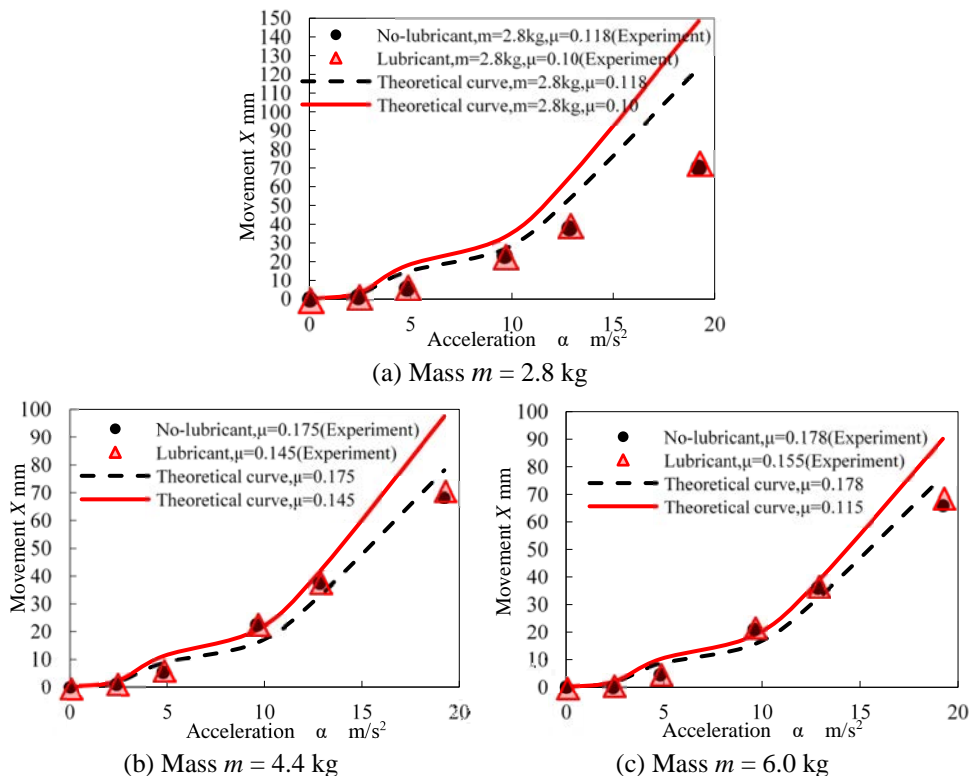 150
140
130
120
110
100
90
80
70
60
50
40
30
20
10
0
Movement X mm
No-lubricant,m=2.8kg,μ=0.118(Experiment)
Lubricant,m=2.8kg,μ=0.10(Experiment)
Theoretical curve,m=2.8kg,μ=0.118
Theoretical curve,m=2.8kg,μ=0.10
0 5 10 15 20
Acceleration α m/s²
(a) Mass m = 2.8 kg
100
90
80
70
60
50
40
30
20
10
0
Movement X mm
No-lubricant,μ=0.175(Experiment)
Lubricant,μ=0.145(Experiment)
Theoretical curve,μ=0.175
Theoretical curve,μ=0.145
0 5 10 15 20
Acceleration α m/s²
(b) Mass m = 4.4 kg
100
90
80
70
60
50
40
30
20
10
0
Movement X mm
No-lubricant,μ=0.178(Experiment)
Lubricant,μ=0.155(Experiment)
Theoretical curve,μ=0.178
Theoretical curve,μ=0.115
0 5 10 15 20
Acceleration α m/s²
(c) Mass m = 6.0 kg